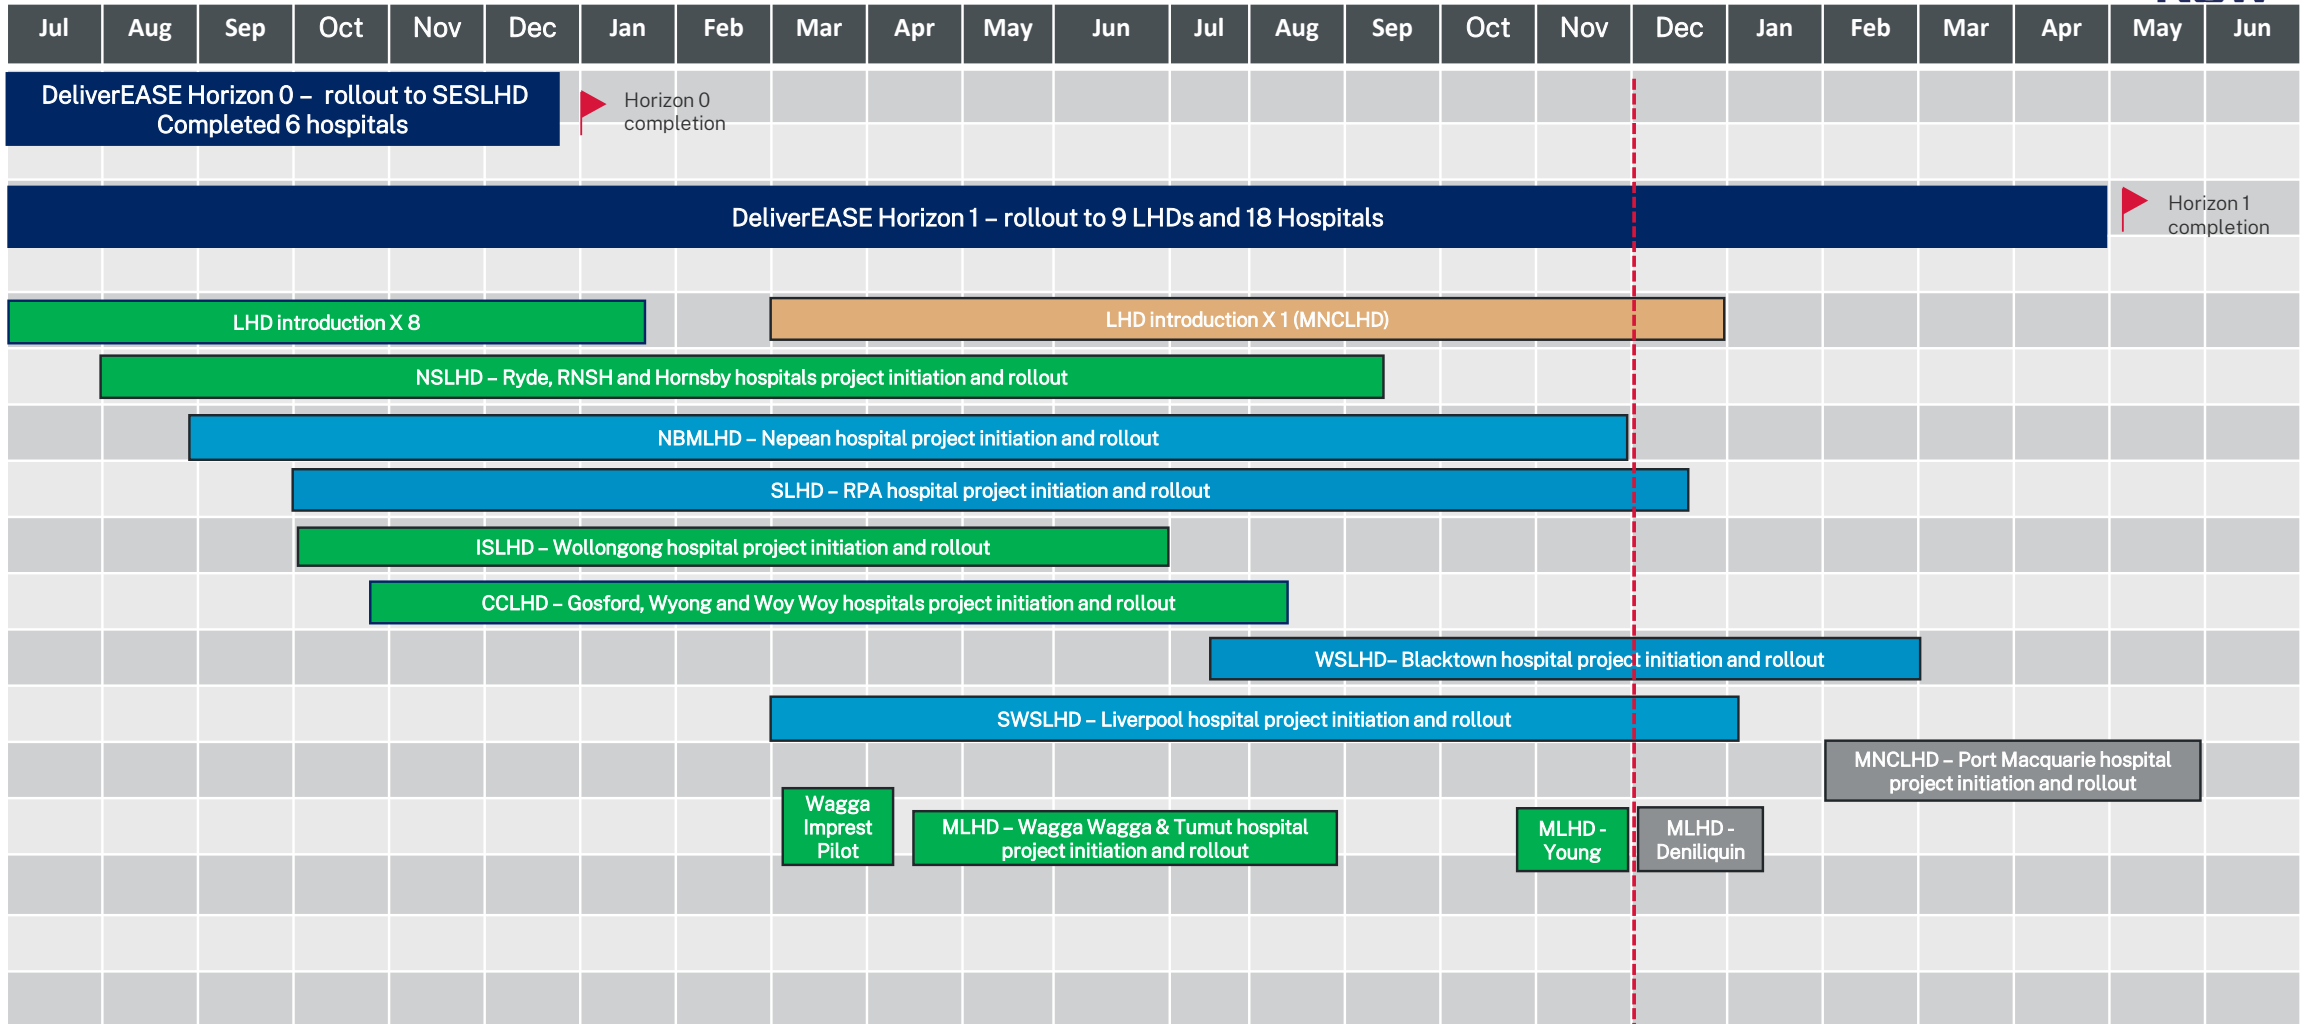 Jul Aug Sep Oct Nov Dec Jan Feb Mar Apr May Jun Jul Aug Sep Oct Nov Dec Jan Feb Mar Apr May Jun
DeliverEASE Horizon 0 – rollout to SESLHD
Completed 6 hospitals
Horizon 0
completion
DeliverEASE Horizon 1 – rollout to 9 LHDs and 18 Hospitals
Horizon 1
completion
LHD introduction X 8
LHD introduction X 1 (MNCLHD)
NSLHD – Ryde, RNSH and Hornsby hospitals project initiation and rollout
NBMLHD – Nepean hospital project initiation and rollout
SLHD – RPA hospital project initiation and rollout
ISLHD – Wollongong hospital project initiation and rollout
CCLHD – Gosford, Wyong and Woy Woy hospitals project initiation and rollout
WSLHD– Blacktown hospital project initiation and rollout
SWSLHD – Liverpool hospital project initiation and rollout
MNCLHD – Port Macquarie hospital
project initiation and rollout
Wagga
Imprest
Pilot
MLHD – Wagga Wagga & Tumut hospital
project initiation and rollout
MLHD -
Young
MLHD -
Deniliquin